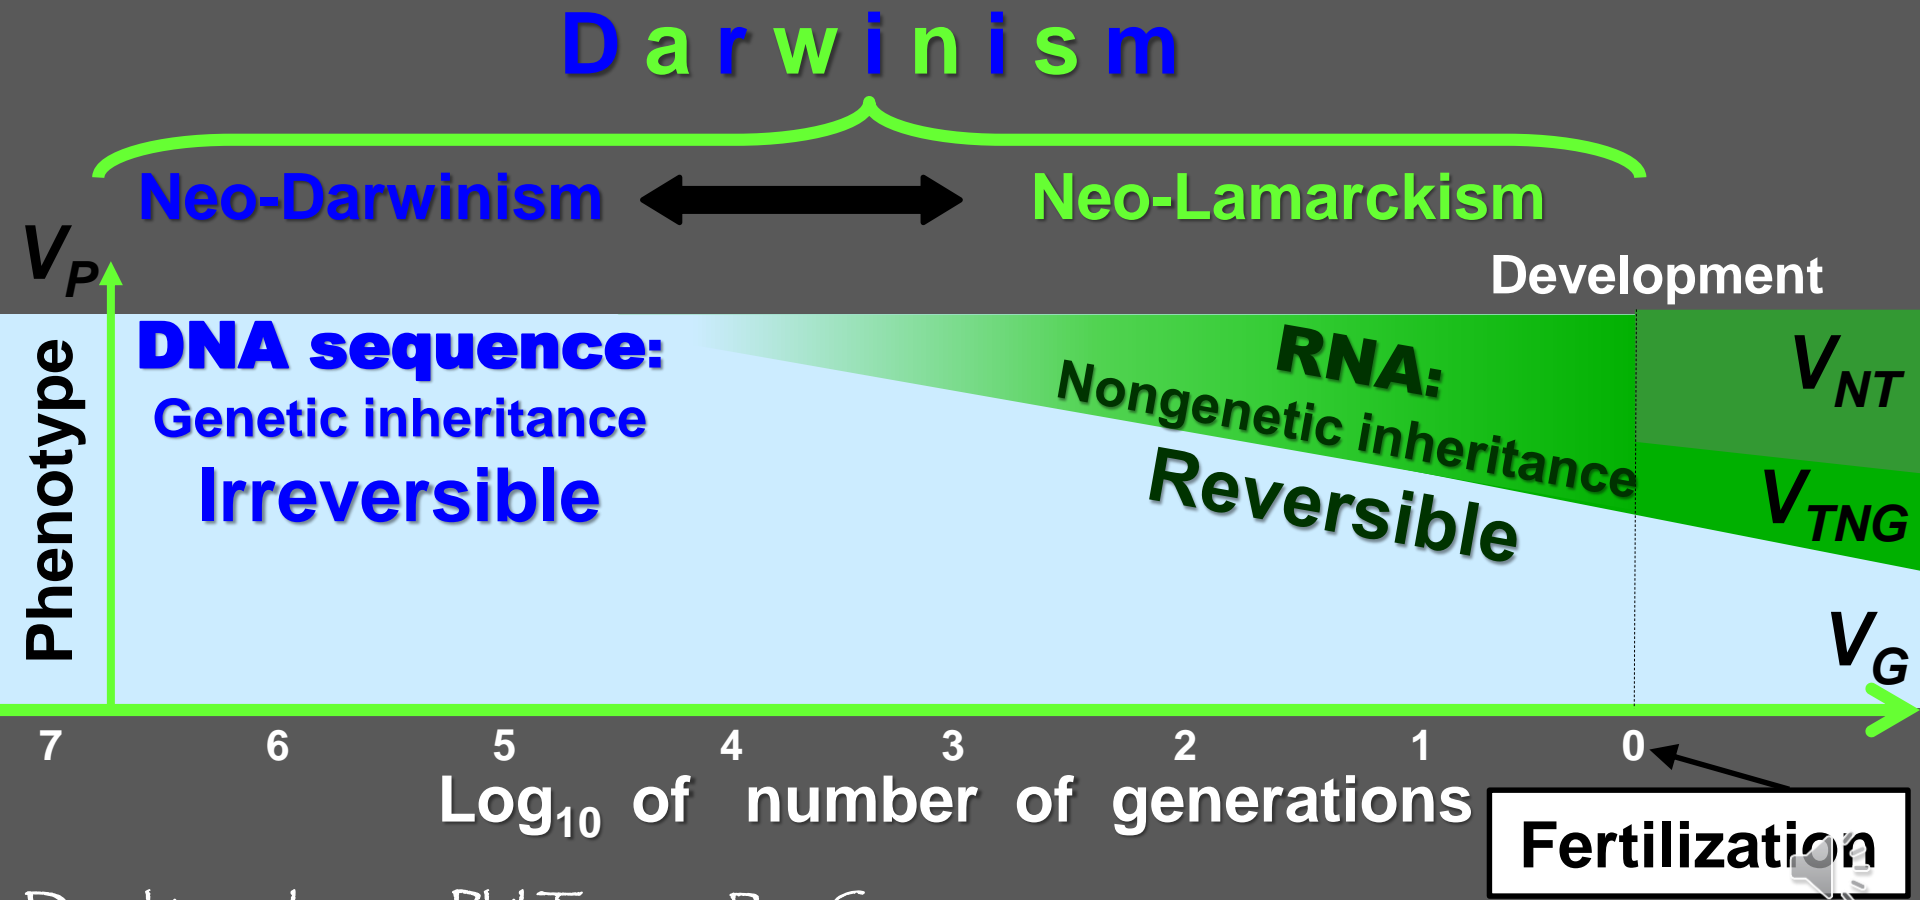 Darwinism
Neo-Darwinism
Neo-Lamarckism
V_P
Development
Phenotype
DNA sequence:
Genetic inheritance
Irreversible
RNA:
Nongenetic inheritance
Reversible
V_NT
V_TNG
V_G
7 6 5 4 3 2 1 0
Log₁₀ of number of generations
Fertilization